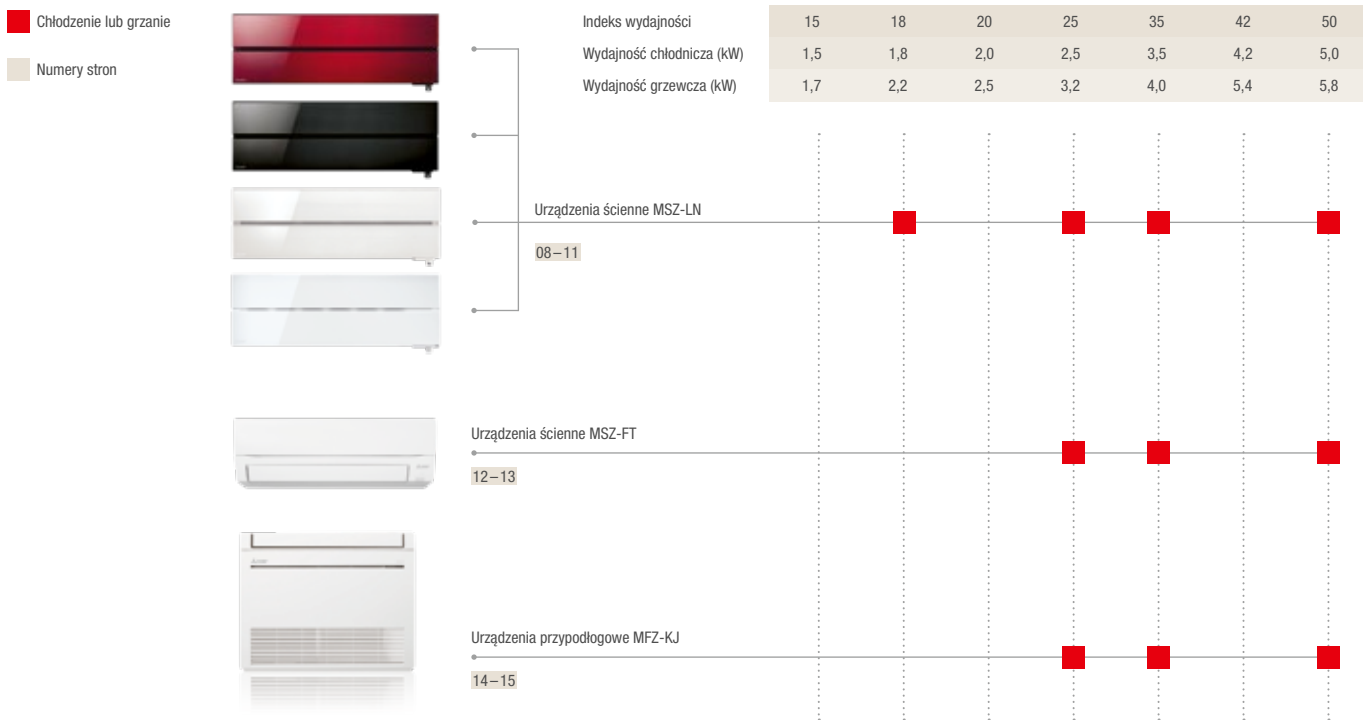 Chłodzenie lub grzanie
Numery stron
Indeks wydajności 15 18 20 25 35 42 50
Wydajność chłodnicza (kW) 1,5 1,8 2,0 2,5 3,5 4,2 5,0
Wydajność grzewcza (kW) 1,7 2,2 2,5 3,2 4,0 5,4 5,8
Urządzenia ścienne MSZ-LN
08–11
Urządzenia ścienne MSZ-FT
12–13
Urządzenia przypodłogowe MFZ-KJ
14–15